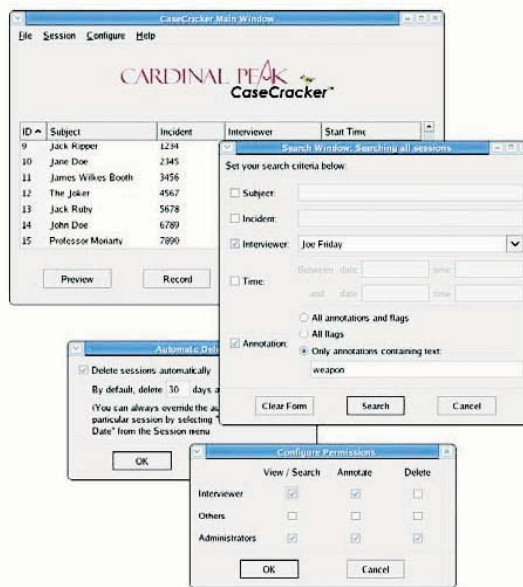 CaseCracker Main Window
File Session Configure Help
CARDINAL PEAK
CaseCracker™
ID Subject Incident Interviewer Start Time
9 Jack Ripper 1234
10 Jane Doe 2345
11 James Wilkes Booth 3456
12 The Joker 4567
13 Jack Ruby 5678
14 John Doe 6789
15 Professor Moriarty 7890
Preview Record
Search Window: Searching all sessions
Set your search criteria below:
Subject:
Incident:
Interviewer: Joe Friday
Time: Between date time
and date time
All annotations and flags
All flags
Annotation: Only annotations containing text:
weapon
Clear Form Search Cancel
Automatic Del
Delete sessions automatically
By default, delete 30 days a
(You can always override the au
particular session by selecting "
Date" from the Session menu
OK
Configure Permissions
View / Search Annotate Delete
Interviewer
Others
Administrators
OK Cancel